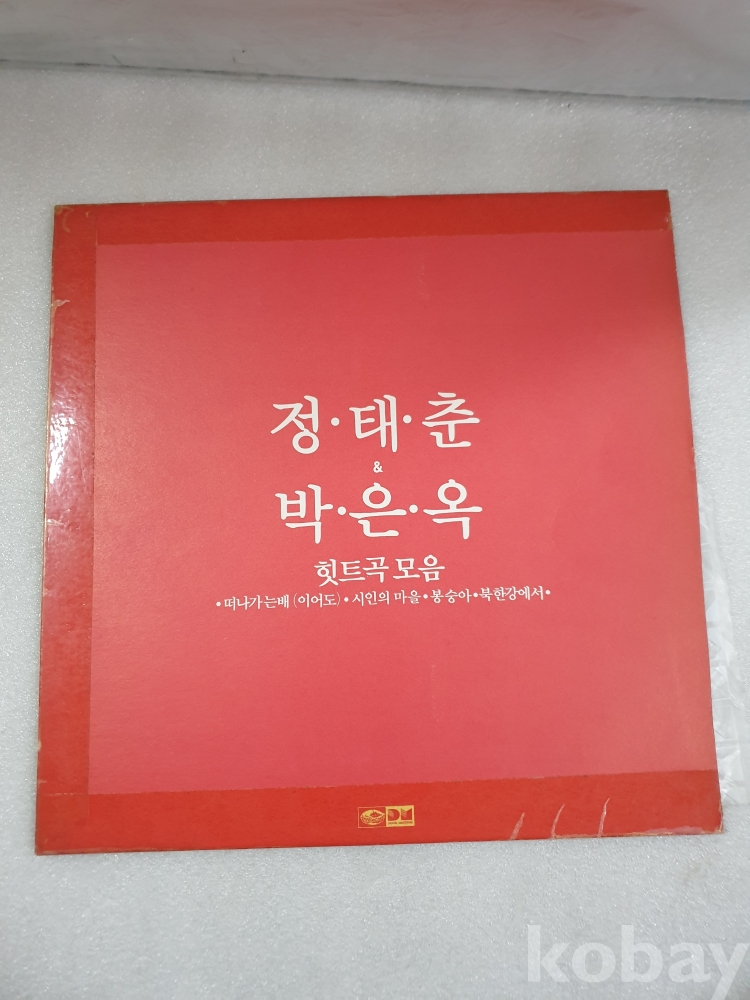 정·태·춘
&
박·은·옥
힛트곡 모음
•떠나가는배 (이어도)•시인의 마을•봉숭아•북한강에서•
kobay